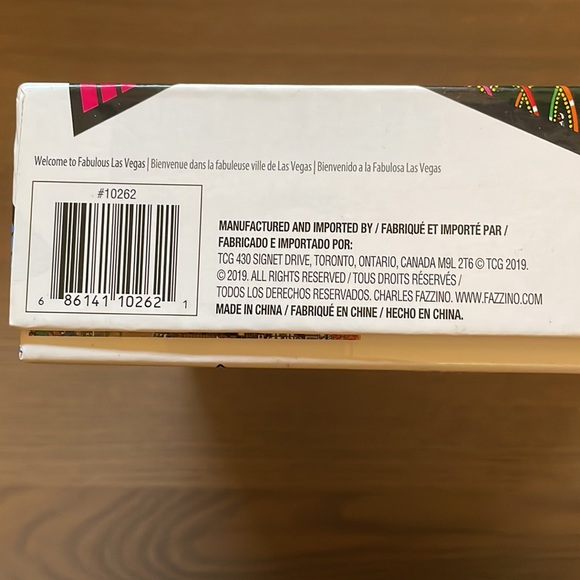 Welcome to Fabulous Las Vegas | Bienvenue dans la fabuleuse ville de Las Vegas | Bienvenido a la Fabulosa Las Vegas
#10262
6 86141 10262 1
MANUFACTURED AND IMPORTED BY / FABRIQUÉ ET IMPORTÉ PAR /
FABRICADO E IMPORTADO POR:
TCG 430 SIGNET DRIVE, TORONTO, ONTARIO, CANADA M9L 2T6 © TCG 2019.
© 2019. ALL RIGHTS RESERVED / TOUS DROITS RÉSERVÉS /
TODOS LOS DERECHOS RESERVADOS. CHARLES FAZZINO. WWW.FAZZINO.COM
MADE IN CHINA / FABRIQUÉ EN CHINE / HECHO EN CHINA.